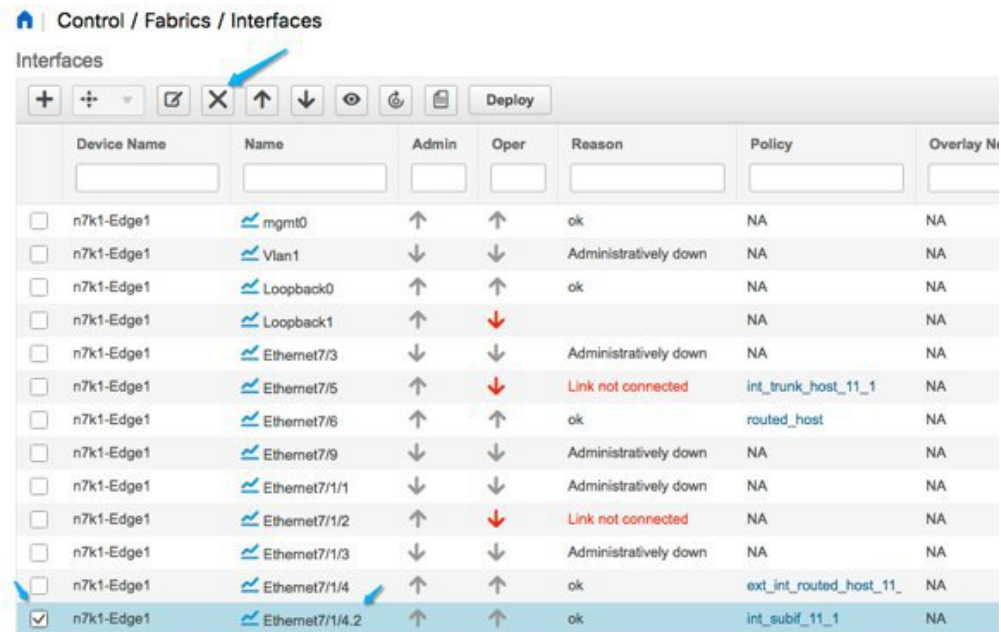 Control / Fabrics / Interfaces
Interfaces
Deploy
Device Name Name Admin Oper Reason Policy Overlay
n7k1-Edge1 mgmt0 ok NA NA
n7k1-Edge1 Vlan1 Administratively down NA NA
n7k1-Edge1 Loopback0 ok NA NA
n7k1-Edge1 Loopback1 NA NA
n7k1-Edge1 Ethernet7/3 Administratively down NA NA
n7k1-Edge1 Ethernet7/5 Link not connected int_trunk_host_11_1 NA
n7k1-Edge1 Ethernet7/6 ok routed_host NA
n7k1-Edge1 Ethernet7/9 Administratively down NA NA
n7k1-Edge1 Ethernet7/1/1 Administratively down NA NA
n7k1-Edge1 Ethernet7/1/2 Link not connected NA NA
n7k1-Edge1 Ethernet7/1/3 Administratively down NA NA
n7k1-Edge1 Ethernet7/1/4 ok ext_int_routed_host_11_ NA
n7k1-Edge1 Ethernet7/1/4.2 ok int_subif_11_1 NA